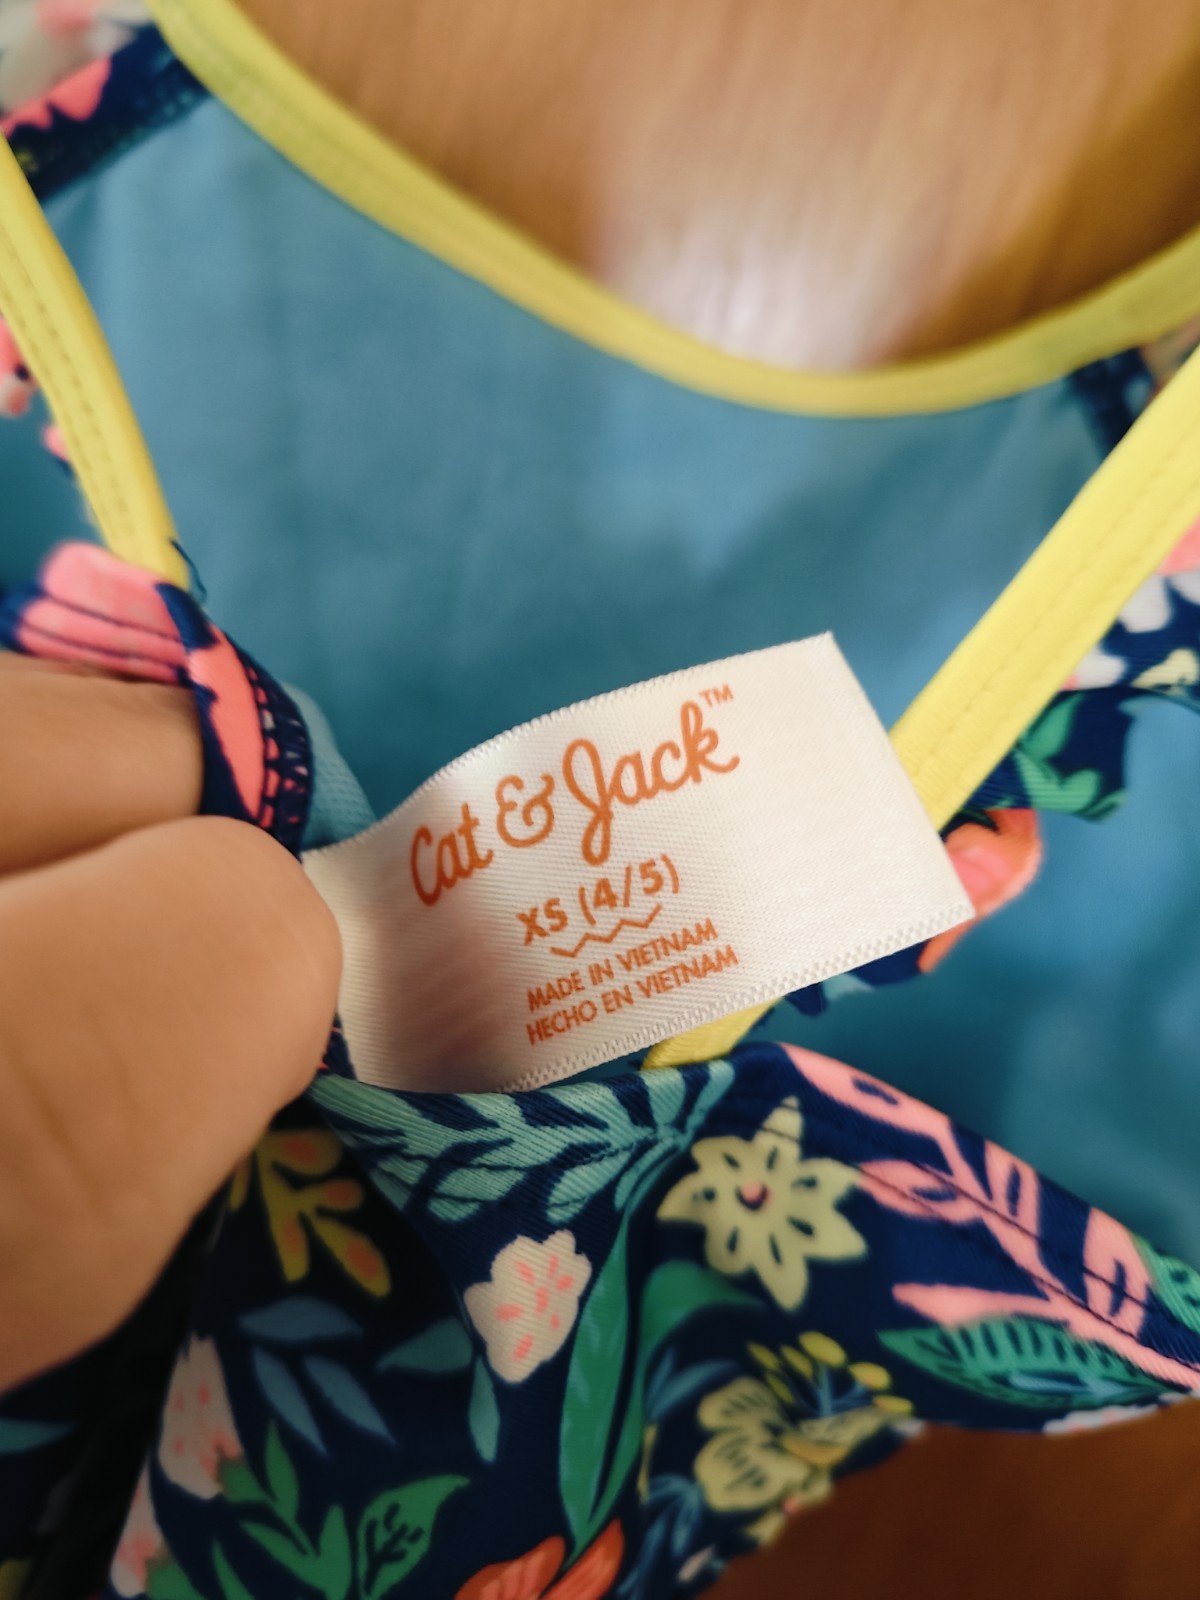 Cat & Jack™
XS (4/5)
MADE IN VIETNAM
HECHO EN VIETNAM